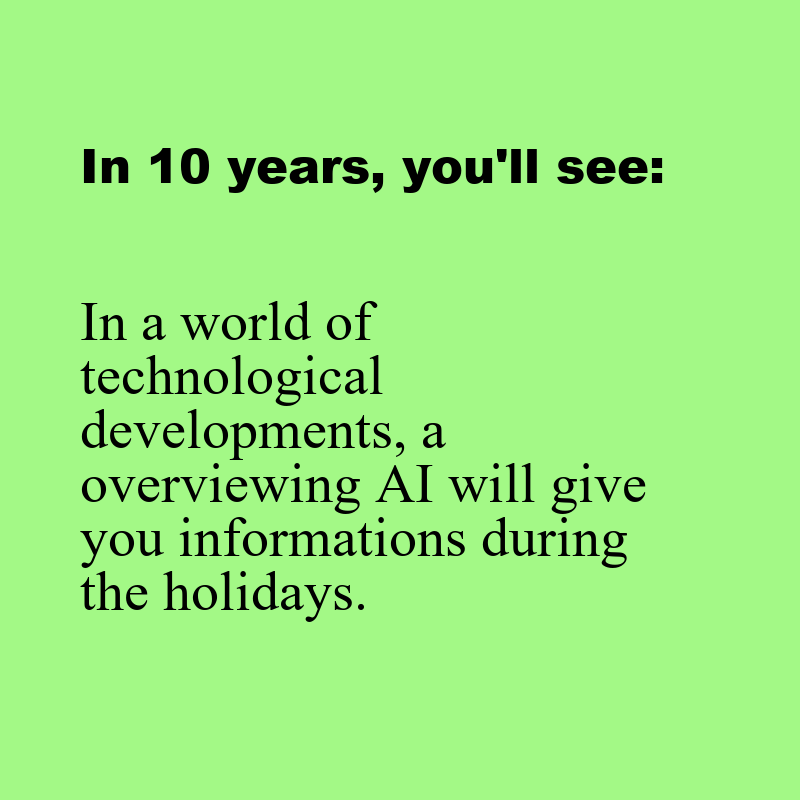 In 10 years, you'll see:
In a world of
technological
developments, a
overviewing AI will give
you informations during
the holidays.